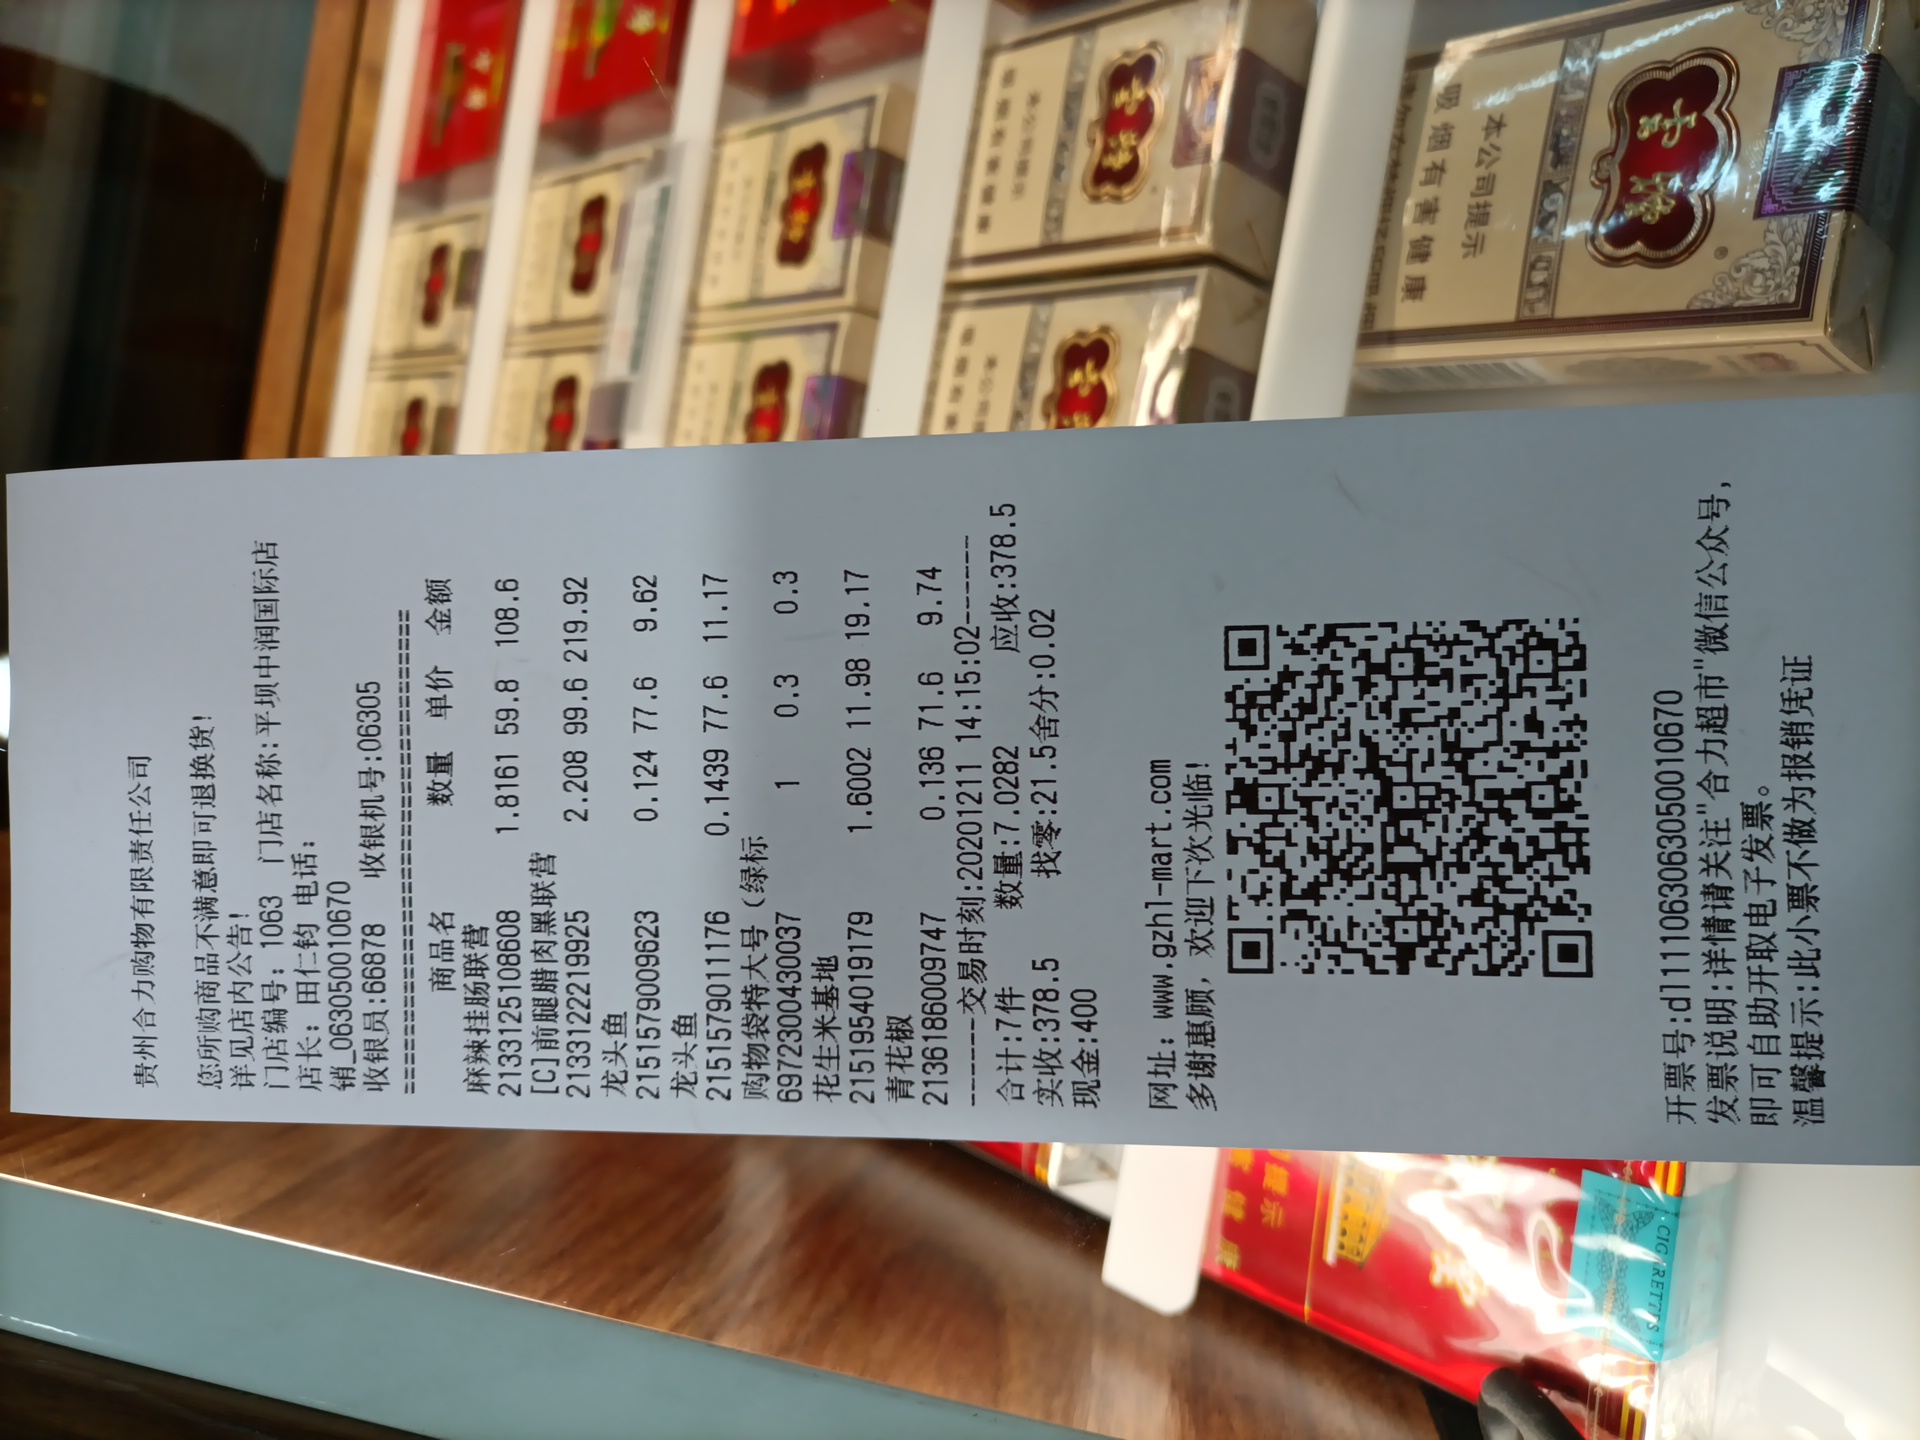 贵州合力购物有限责任公司
您所购商品不满意即可退换货!
详见店内公告!
门店编号: 1063 门店名称:平坝中润国际店
店长: 田仁钧 电话:
销_063050010670
收银员:66878 收银机号:06305
==========================================
商品名 数量 单价 金额
麻辣挂肠联营
2133125108608 1.8161 59.8 108.6
[C]前腿腊肉黑联营
2133122219925 2.208 99.6 219.92
龙头鱼
2151579009623 0.124 77.6 9.62
龙头鱼
2151579011176 0.1439 77.6 11.17
购物袋特大号(绿标
6972300430037 1 0.3 0.3
花生米基地
2151954019179 1.6002 11.98 19.17
青花椒
2136186009747 0.136 71.6 9.74
-------交易时刻:20201211 14:15:02------
合计:7件 数量:7.0282 应收:378.5
实收:378.5 找零:21.5舍分:0.02
现金:400
网址: www.gzhl-mart.com
多谢惠顾, 欢迎下次光临!
开票号:dl111063063050010670
发票说明:详情请关注"合力超市"微信公众号,
即可自助开取电子发票。
温馨提示:此小票不做为报销凭证
本公司提示
吸烟有害健康
CIGARETTES